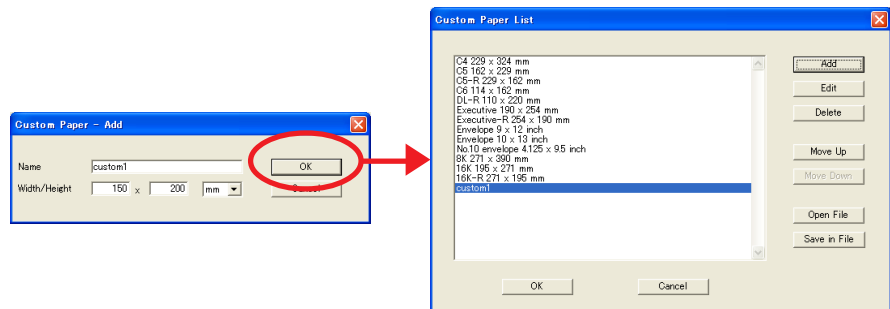 Custom Paper - Add
Name custom1 OK
Width/Height 150 x 200 mm Cancel
Custom Paper List
C4 229 x 324 mm
C5 162 x 229 mm
C5-R 229 x 162 mm
C6 114 x 162 mm
DL-R 110 x 220 mm
Executive 190 x 254 mm
Executive-R 254 x 190 mm
Envelope 9 x 12 inch
Envelope 10 x 13 inch
No.10 envelope 4.125 x 9.5 inch
8K 271 x 390 mm
16K 195 x 271 mm
16K-R 271 x 195 mm
custom1
Add
Edit
Delete
Move Up
Move Down
Open File
Save in File
OK Cancel